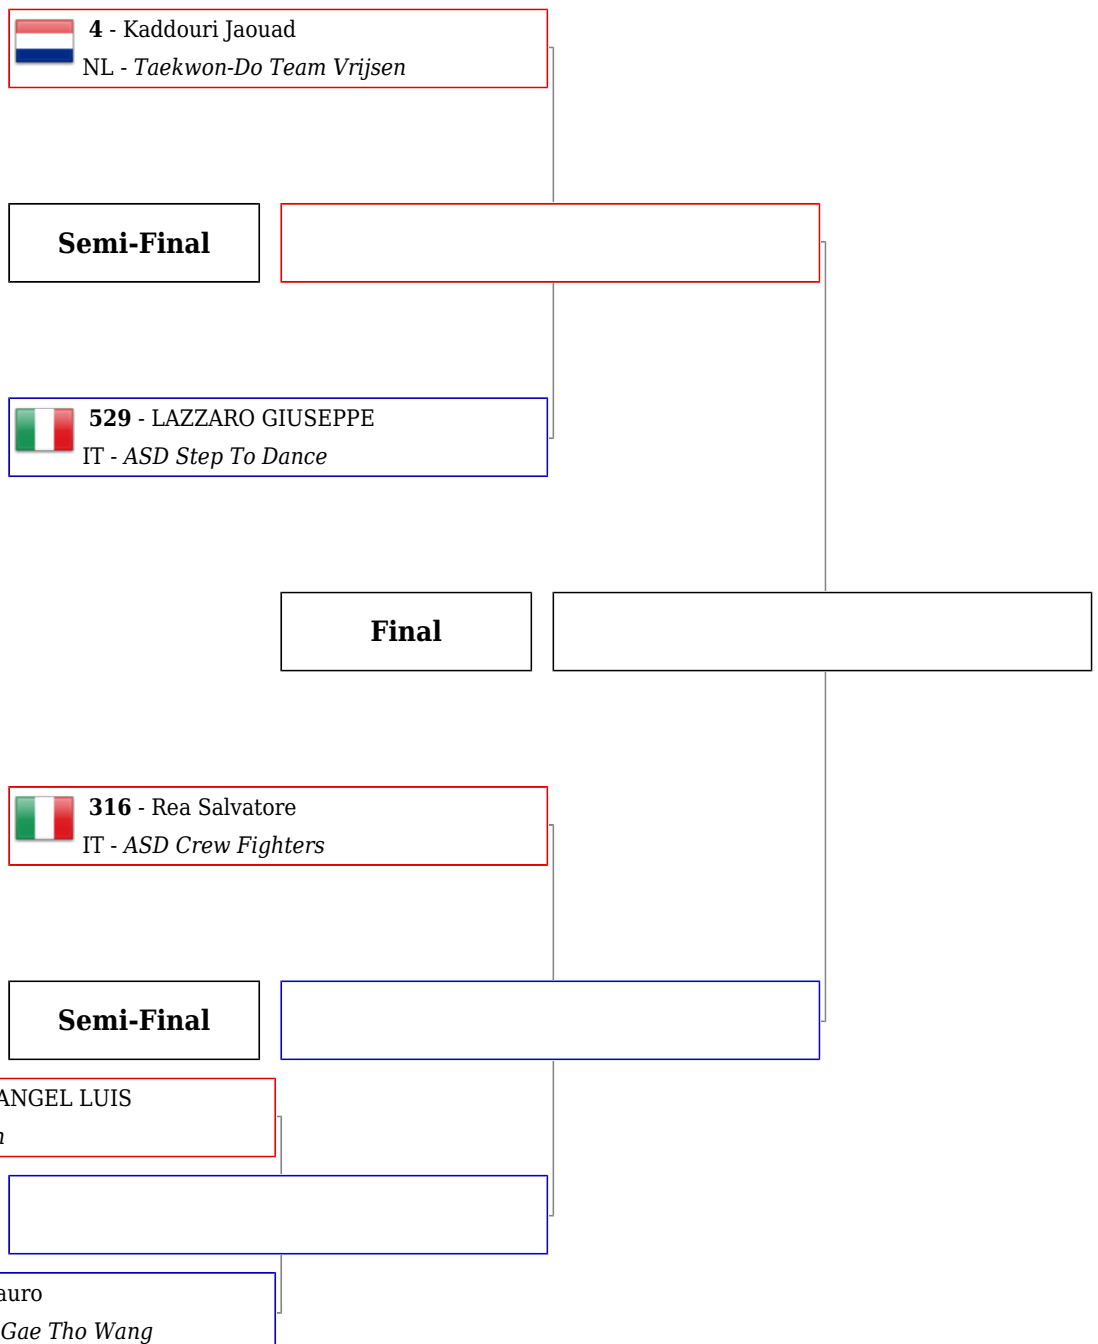 4 - Kaddouri Jaouad
NL - Taekwon-Do Team Vrijsen
Semi-Final
529 - LAZZARO GIUSEPPE
IT - ASD Step To Dance
Final
316 - Rea Salvatore
IT - ASD Crew Fighters
Semi-Final
ANGEL LUIS
Gae Tho Wang